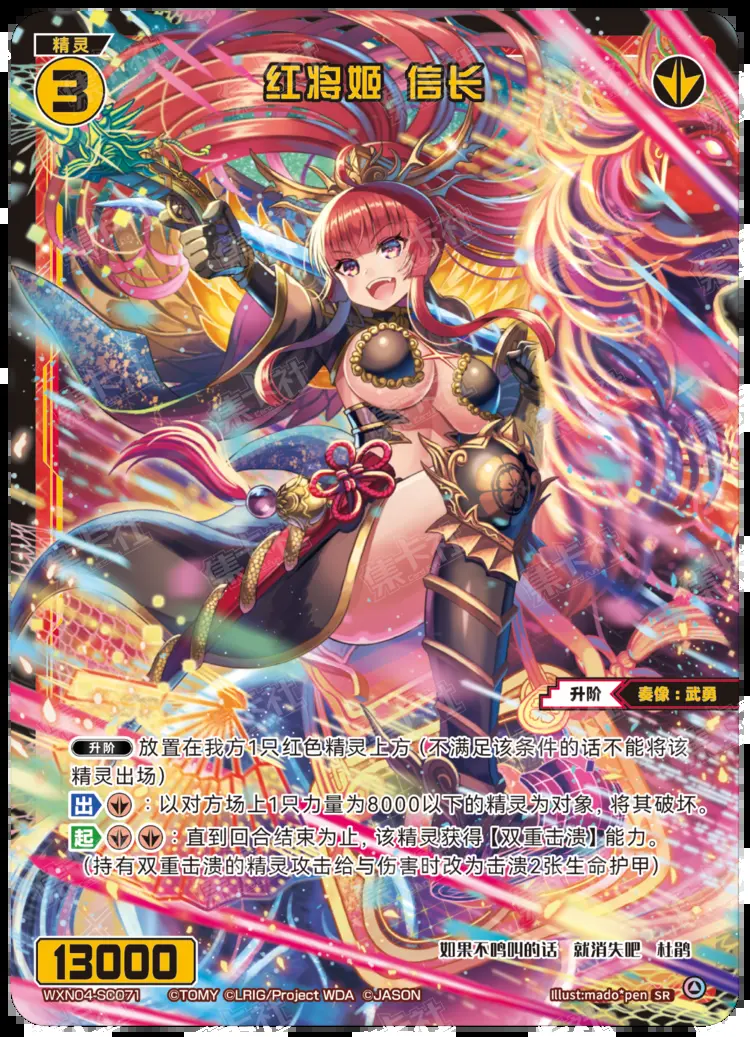 精灵
3
红将姬 信长
升阶 奏像：武勇
升阶 放置在我方1只红色精灵上方(不满足该条件的话不能将该
精灵出场)
出 ：以对方场上1只力量为8000以下的精灵为对象，将其破坏。
起 ：直到回合结束为止，该精灵获得【双重击溃】能力。
(持有双重击溃的精灵攻击给与伤害时改为击溃2张生命护甲)
13000
如果不鸣叫的话 就消失吧 杜鹃
WXN04-SC071 ©TOMY ©LRIG/Project WDA ©JASON
Illust:mado*pen SR
集卡社